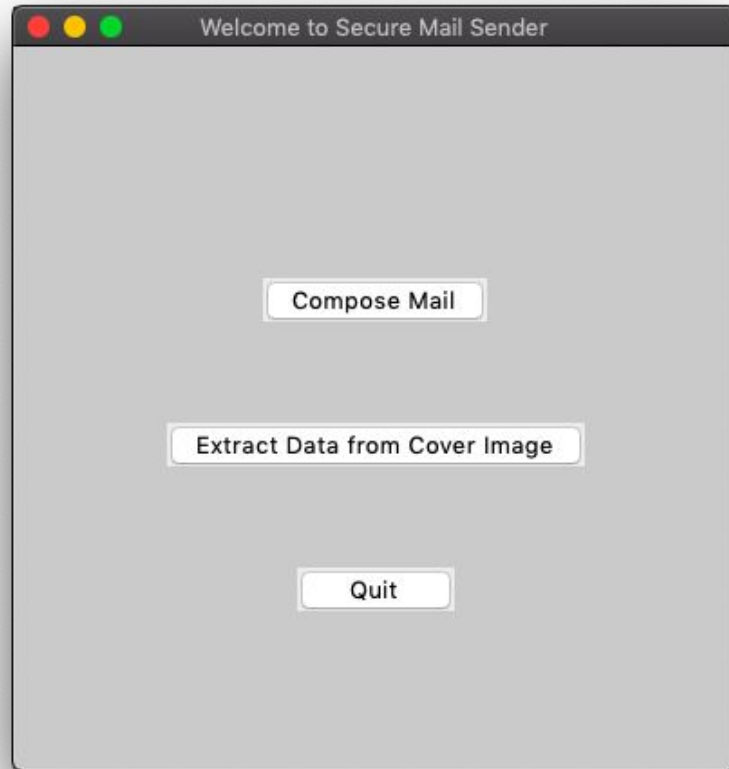 Welcome to Secure Mail Sender
Compose Mail
Extract Data from Cover Image
Quit